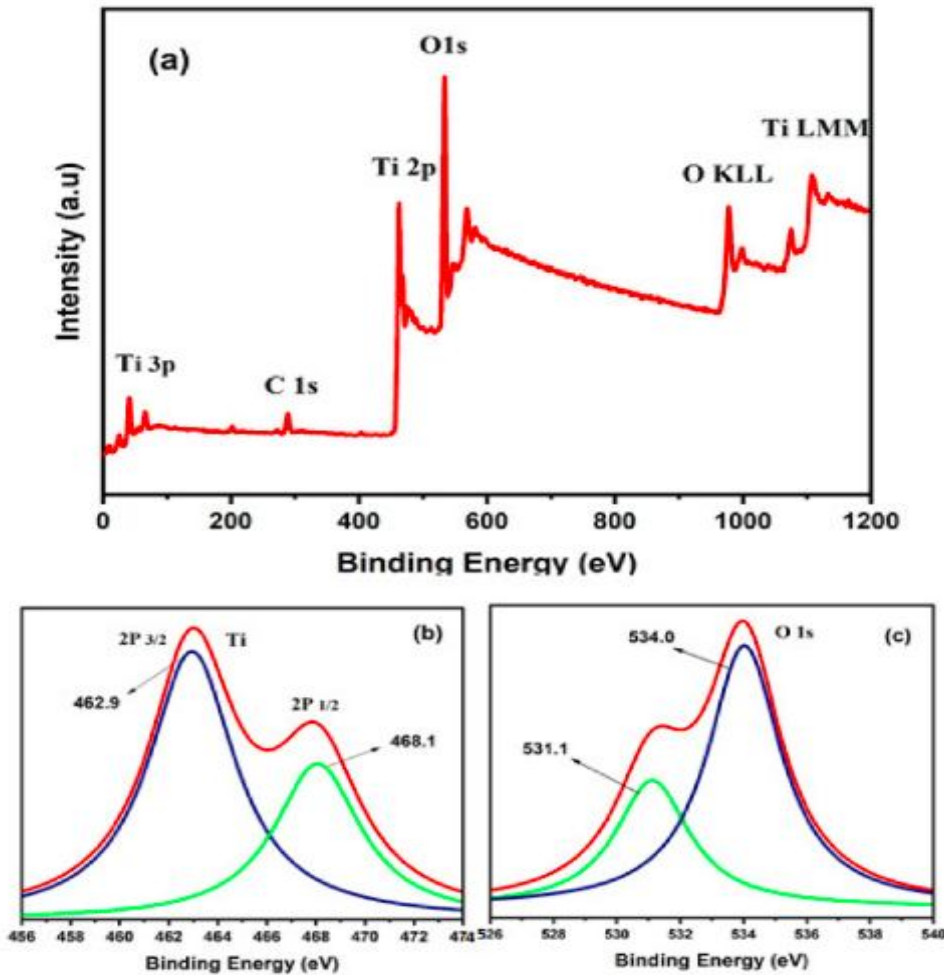 (a)
O1s
Ti LMM
Ti 2p
O KLL
Ti 3p
C 1s
Intensity (a.u)
0 200 400 600 800 1000 1200
Binding Energy (eV)
2P 3/2
Ti
(b)
462.9
2P 1/2
468.1
456 458 460 462 464 466 468 470 472 474
Binding Energy (eV)
O 1s
(c)
534.0
531.1
526 528 530 532 534 536 538 540
Binding Energy (eV)